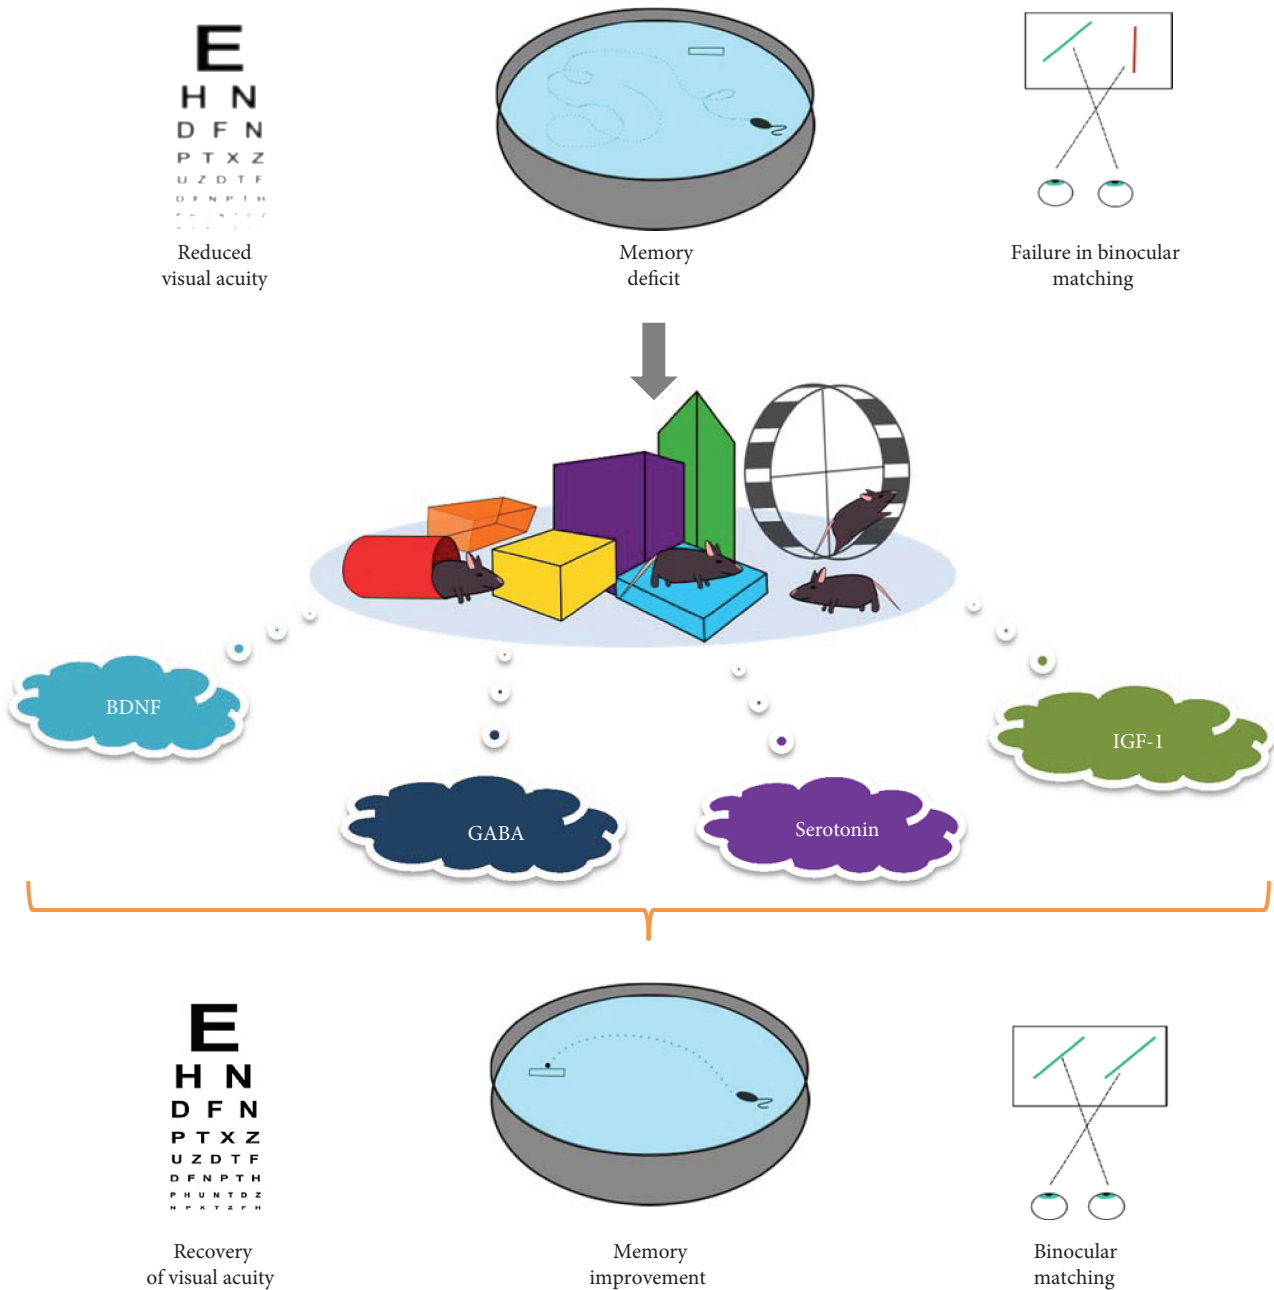 E
H N
D F N
P T X Z
U Z D T F
D F N P T H
Reduced
visual acuity
Memory
deficit
Failure in binocular
matching
BDNF
GABA
Serotonin
IGF-1
E
H N
D F N
P T X Z
U Z D T F
D F N P T H
P H U N T D Z
N P X T Z F H
Recovery
of visual acuity
Memory
improvement
Binocular
matching